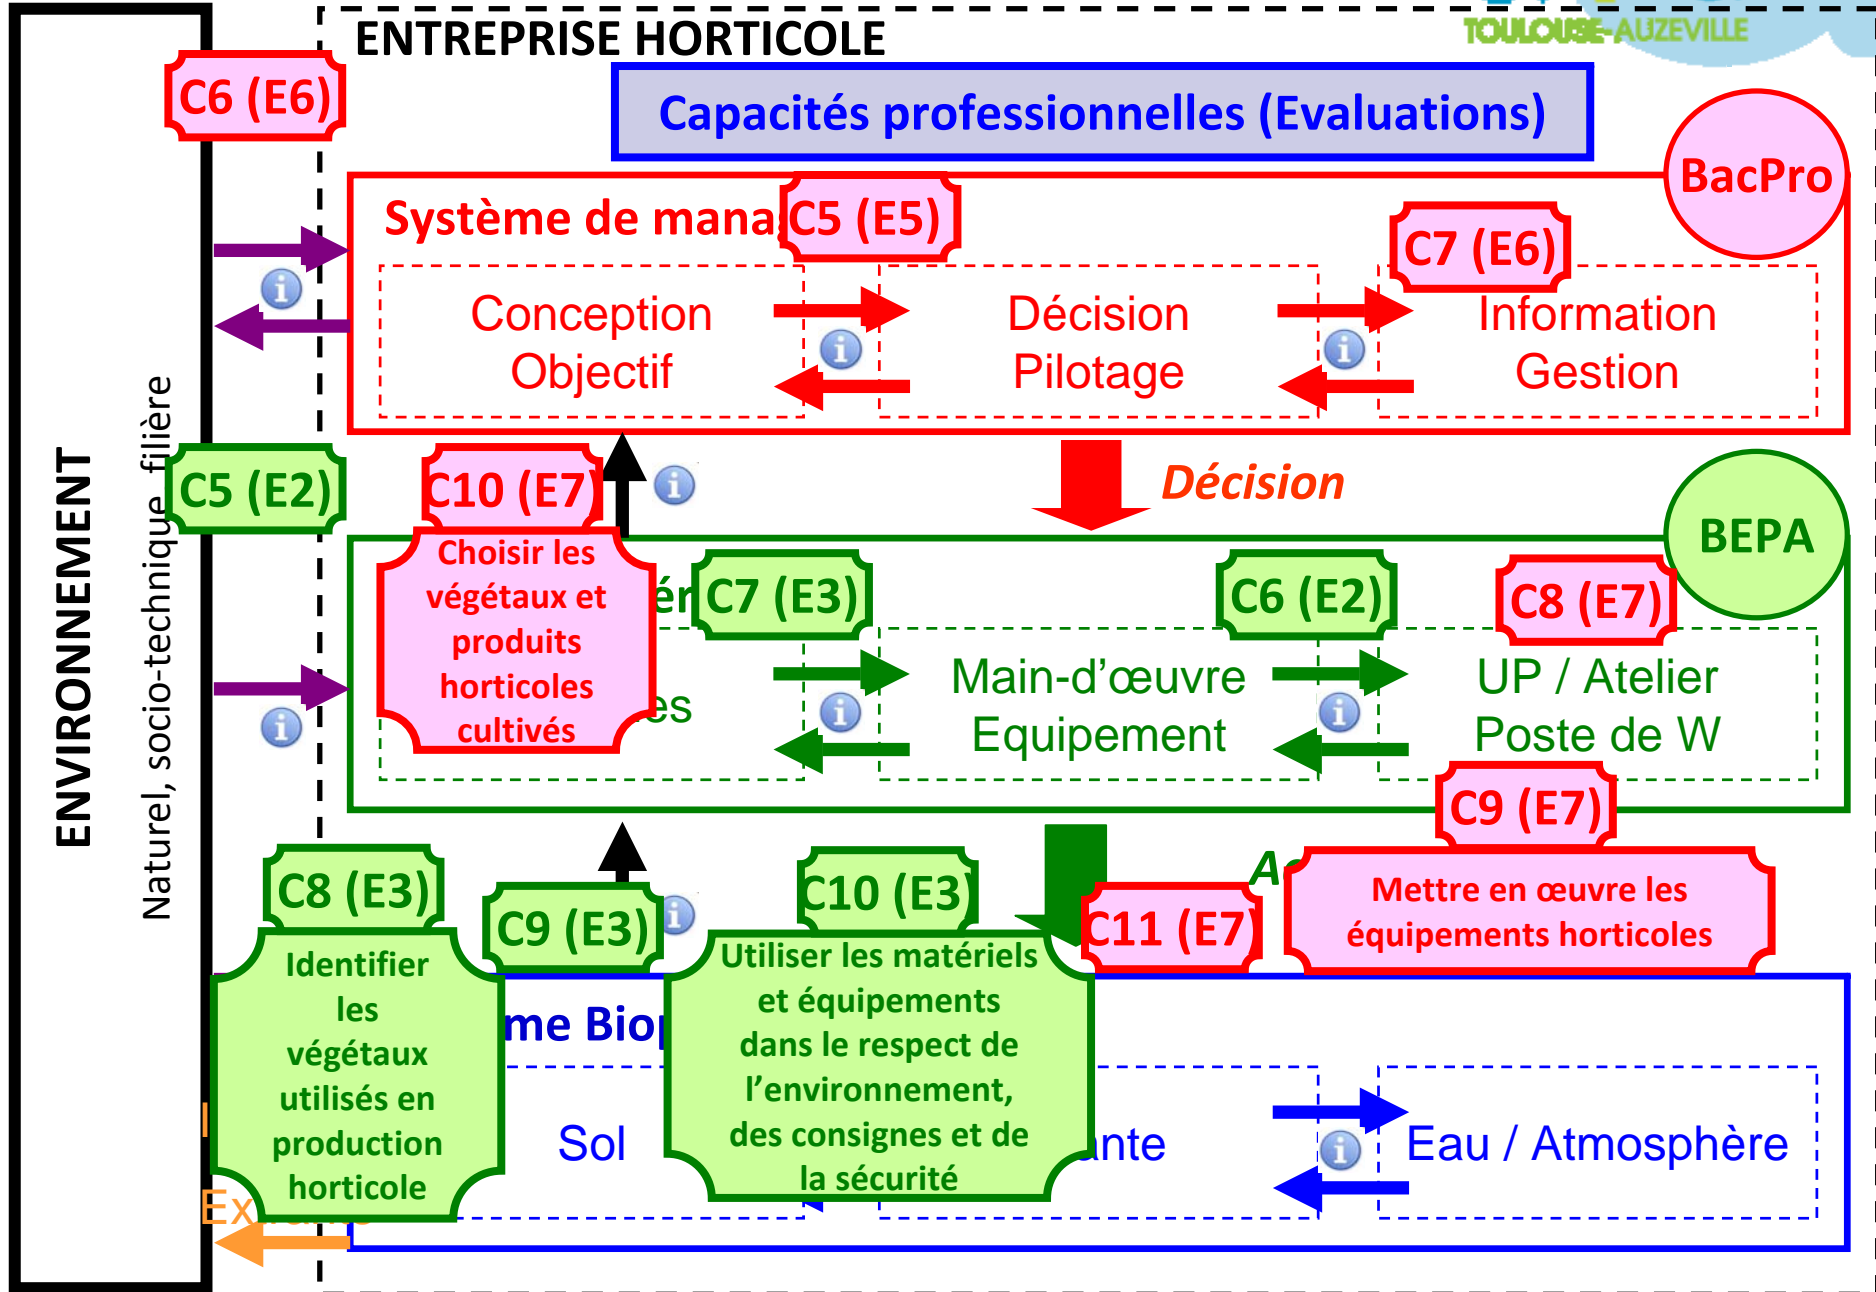 TOULOUSE-AUZEVILLE
ENTREPRISE HORTICOLE
C6 (E6)
Capacités professionnelles (Evaluations)
BacPro
Système de
C5 (E5)
C7 (E6)
Conception
Objectif
Décision
Pilotage
Information
Gestion
ENVIRONNEMENT
Naturel, socio-technique, filière
C5 (E2)
C10 (E7)
Décision
BEPA
Choisir les
végétaux et
produits
horticoles
cultivés
C7 (E3)
C6 (E2)
C8 (E7)
Main-d’œuvre
Equipement
UP / Atelier
Poste de W
C9 (E7)
C8 (E3)
C9 (E3)
C10 (E3)
C11 (E7)
Mettre en œuvre les
équipements horticoles
Identifier
les
végétaux
utilisés en
production
horticole
Utiliser les matériels
et équipements
dans le respect de
l’environnement,
des consignes et de
la sécurité
Sol
Eau / Atmosphère